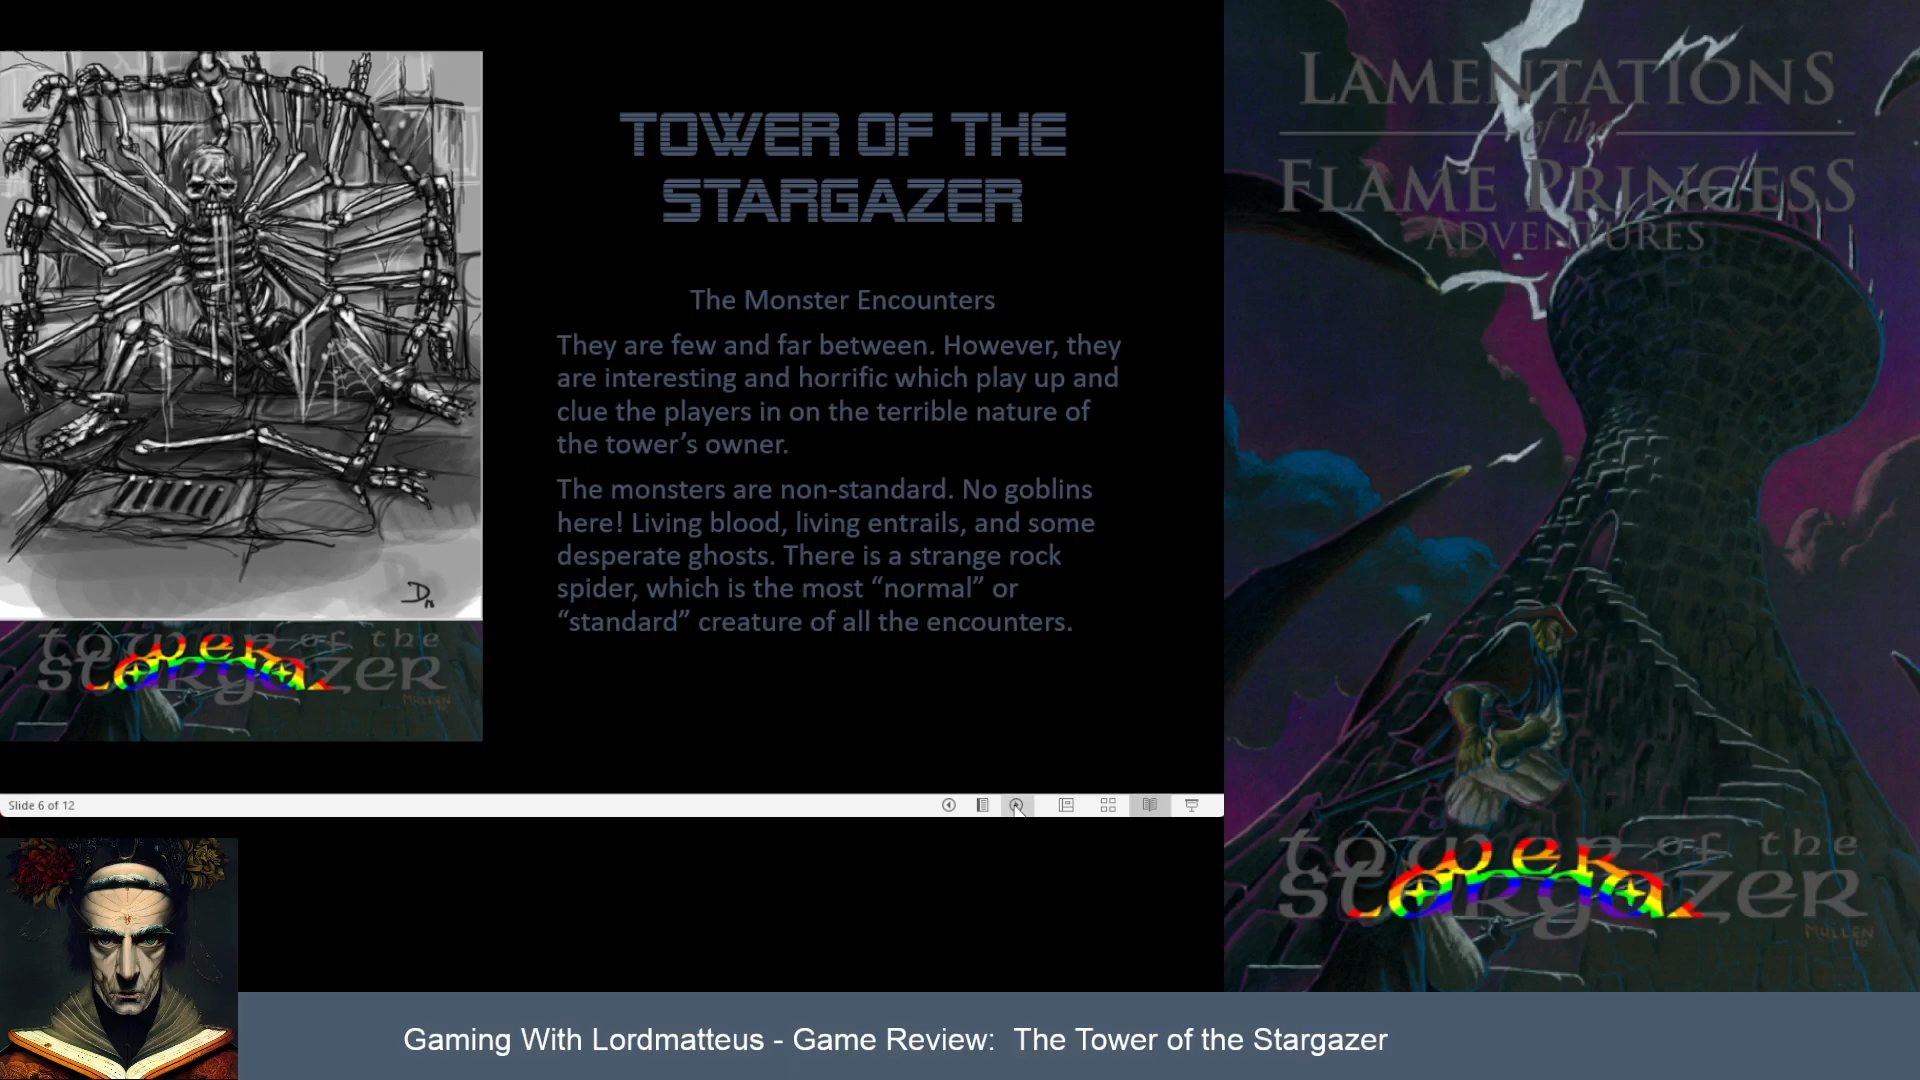 TOWER OF THE
STARGAZER
The Monster Encounters
They are few and far between. However, they
are interesting and horrific which play up and
clue the players in on the terrible nature of
the tower’s owner.
The monsters are non-standard. No goblins
here! Living blood, living entrails, and some
desperate ghosts. There is a strange rock
spider, which is the most “normal” or
“standard” creature of all the encounters.
tower of the
stargazer
MULLEN
Slide 6 of 12
LAMENTATIONS
of the
FLAME PRINCESS
ADVENTURES
tower of the
stargazer
MULLEN
10
Gaming With Lordmatteus - Game Review:  The Tower of the Stargazer